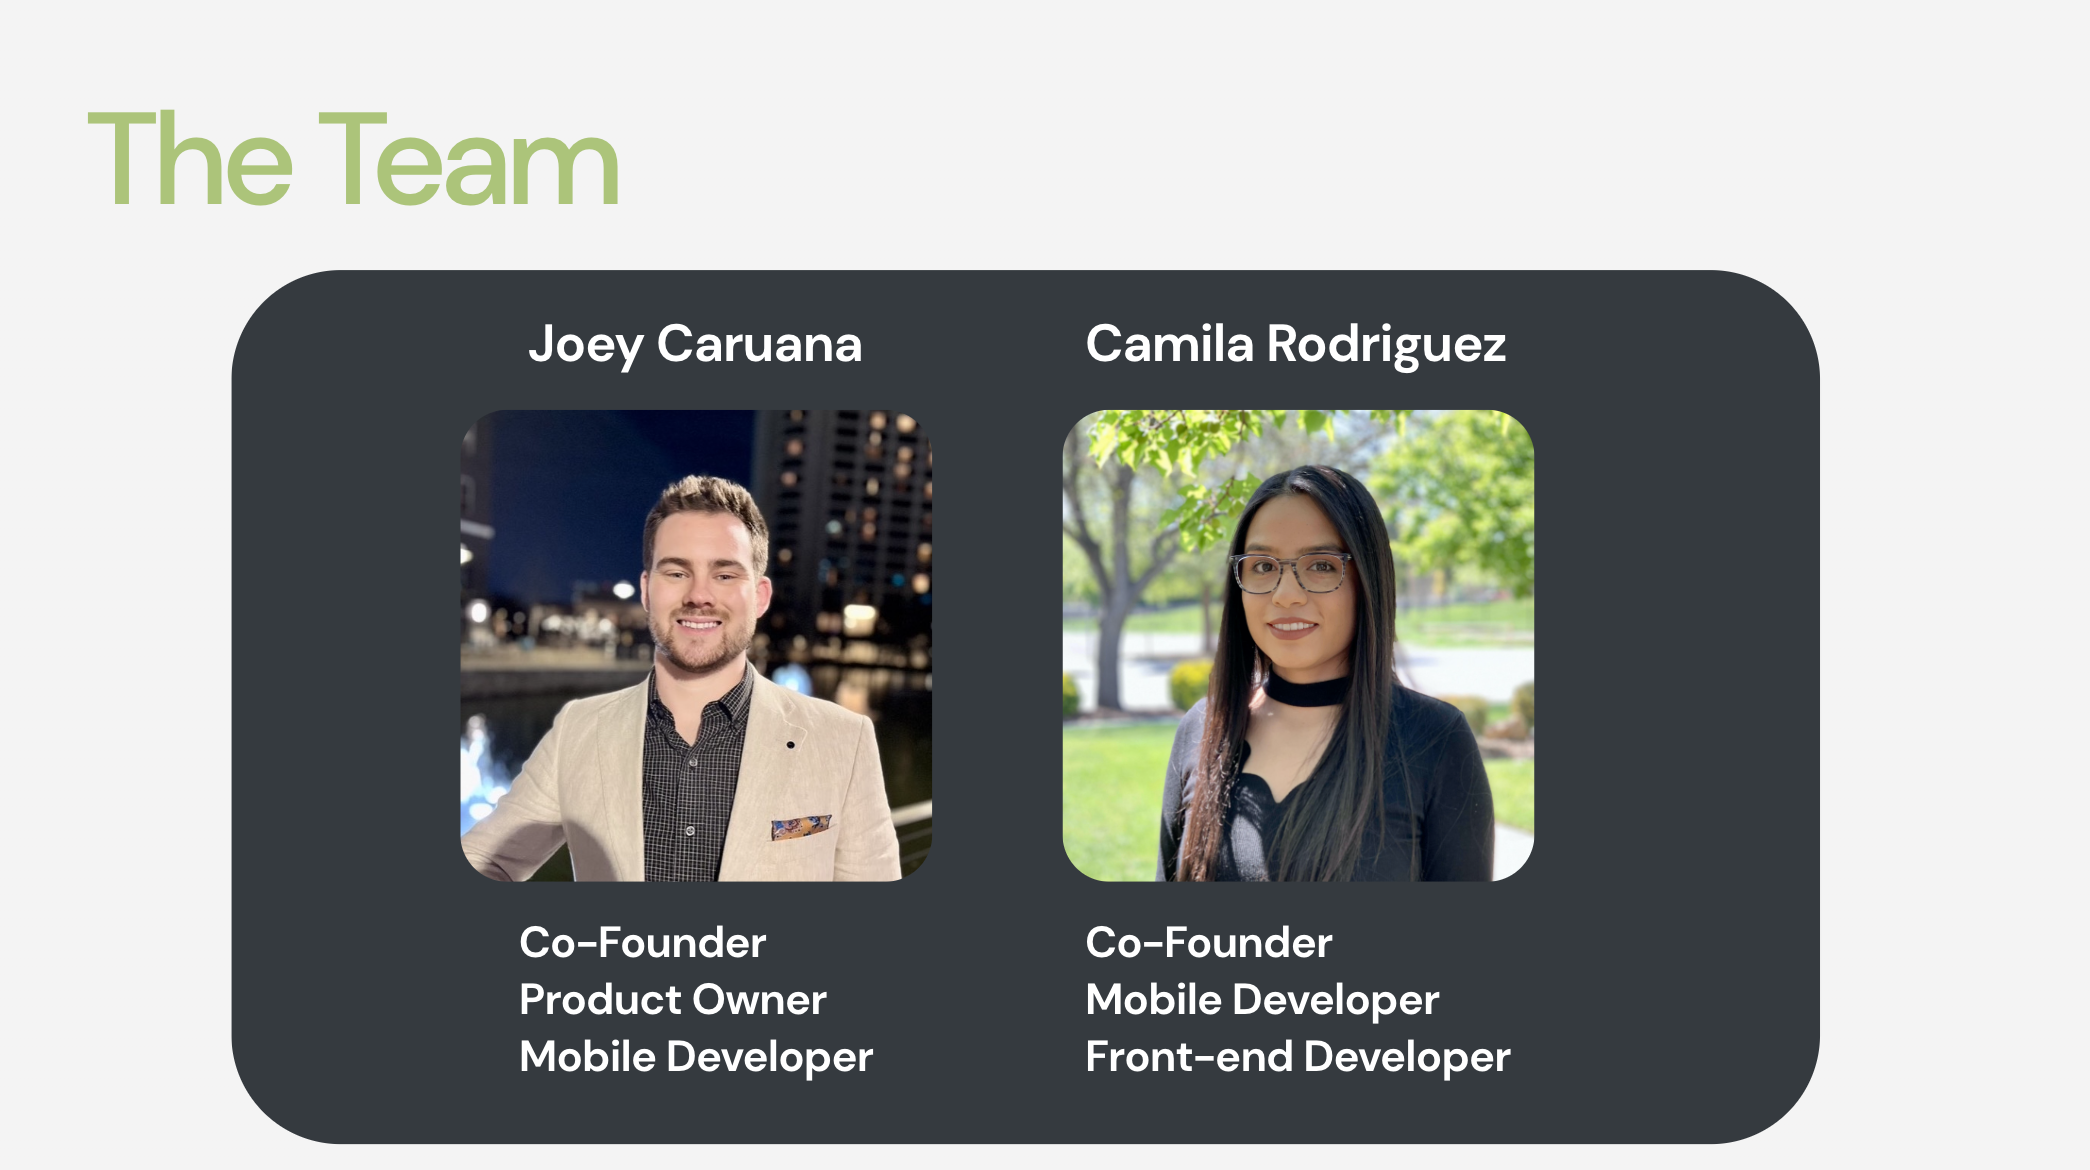 The Team
Joey Caruana
Camila Rodriguez
Co-Founder
Product Owner
Mobile Developer
Co-Founder
Mobile Developer
Front-end Developer